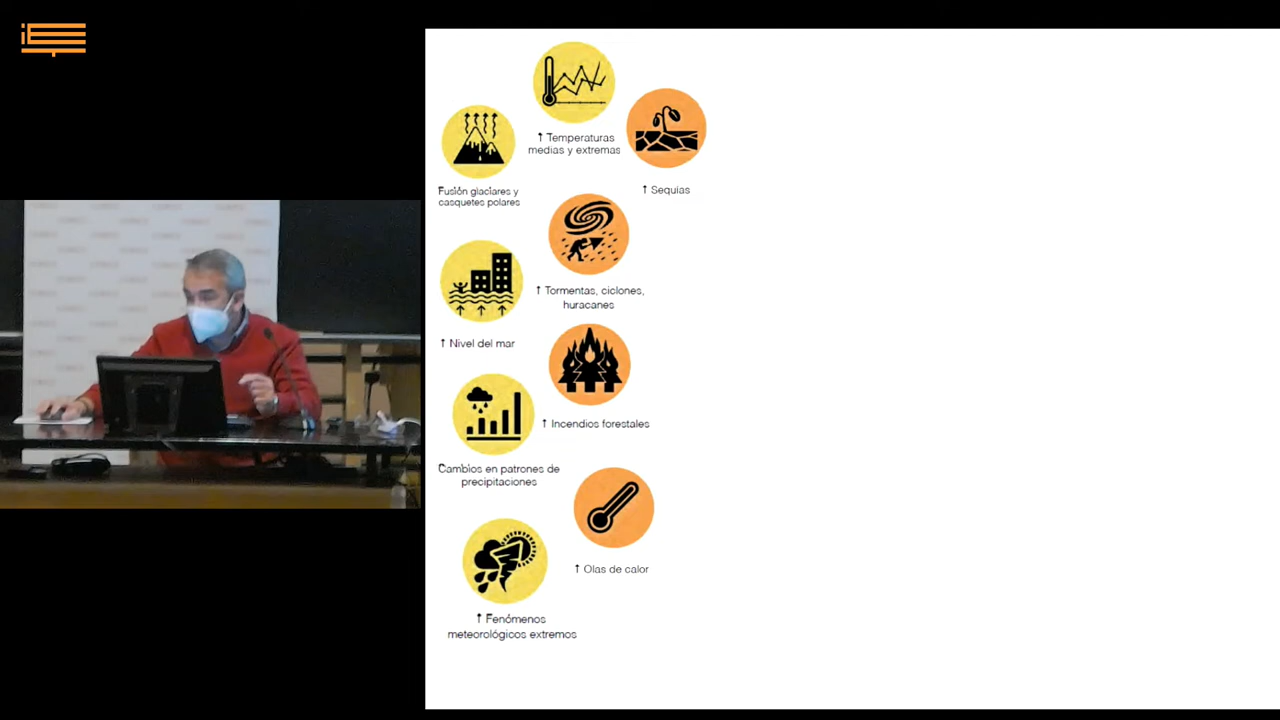 ↑ Temperaturas
medias y extremas
Fusión glaciares y
casquetes polares
↑ Sequías
↑ Tormentas, ciclones,
huracanes
↑ Nivel del mar
↑ Incendios forestales
Cambios en patrones de
precipitaciones
↑ Olas de calor
↑ Fenómenos
meteorológicos extremos